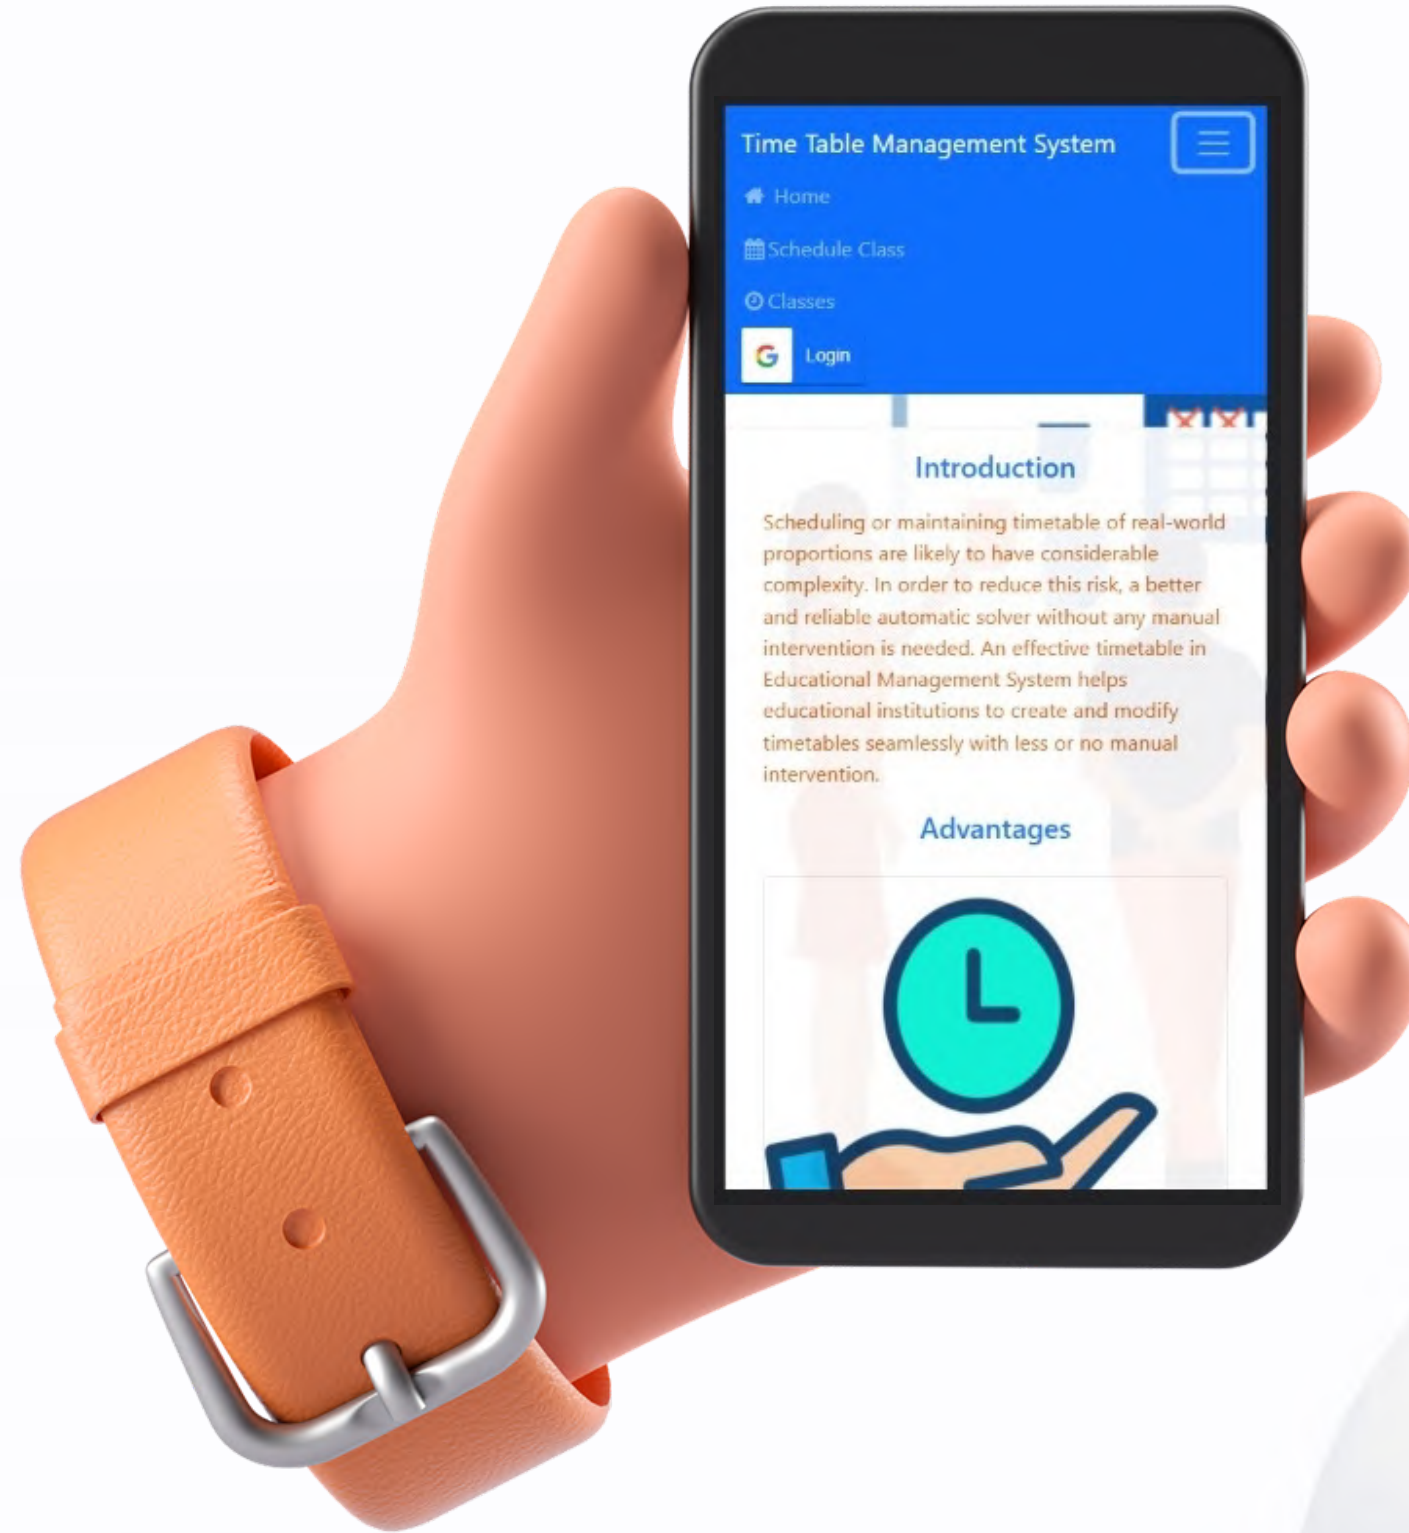 Time Table Management System
Home
Schedule Class
Classes
G Login
Introduction
Scheduling or maintaining timetable of real-world
proportions are likely to have considerable
complexity. In order to reduce this risk, a better
and reliable automatic solver without any manual
intervention is needed. An effective timetable in
Educational Management System helps
educational institutions to create and modify
timetables seamlessly with less or no manual
intervention.
Advantages